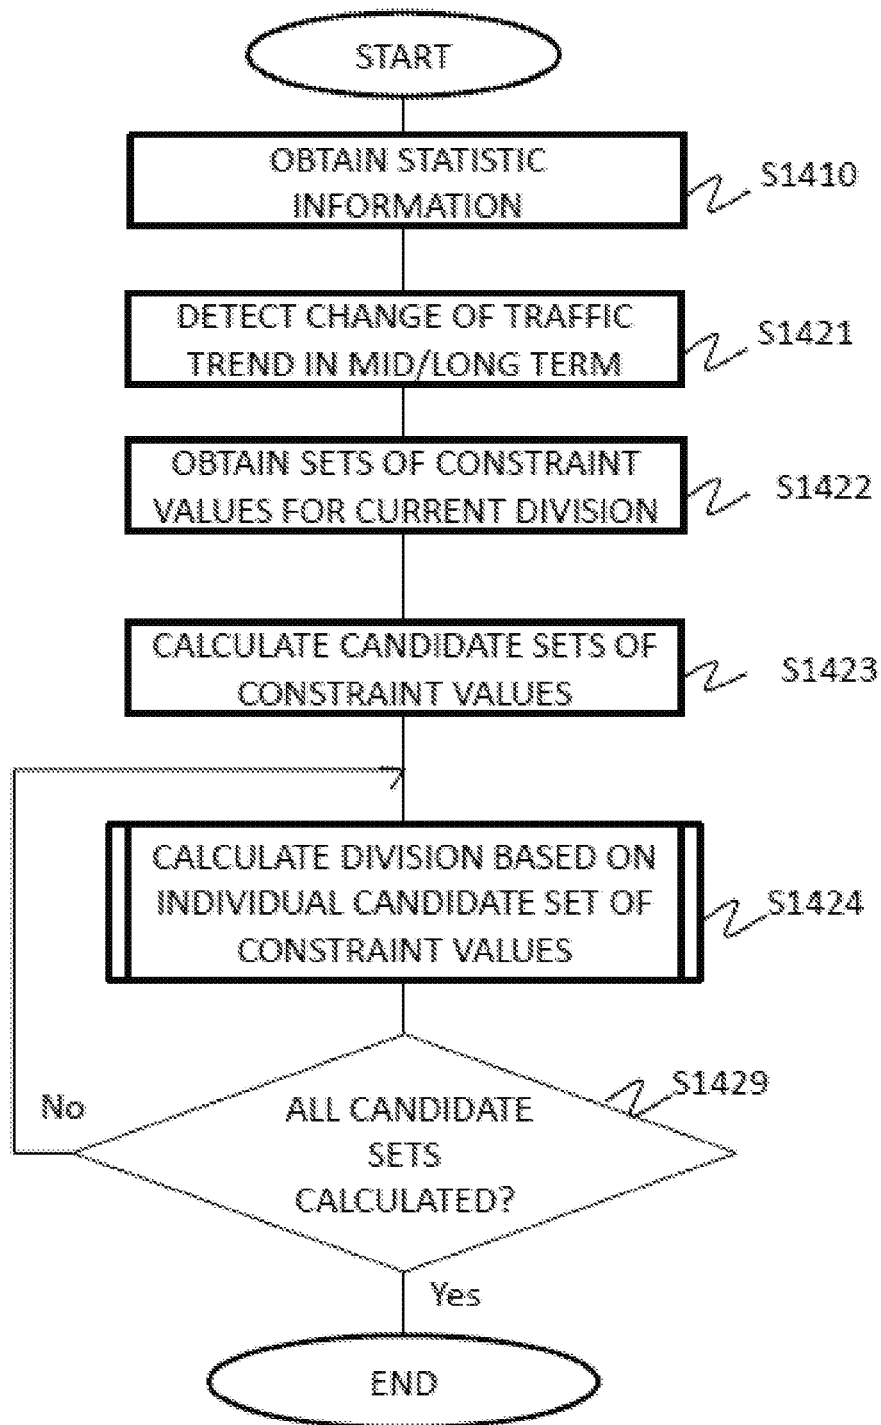 START
OBTAIN STATISTIC
INFORMATION
S1410
DETECT CHANGE OF TRAFFIC
TREND IN MID/LONG TERM
S1421
OBTAIN SETS OF CONSTRAINT
VALUES FOR CURRENT DIVISION
S1422
CALCULATE CANDIDATE SETS OF
CONSTRAINT VALUES
S1423
CALCULATE DIVISION BASED ON
INDIVIDUAL CANDIDATE SET OF
CONSTRAINT VALUES
S1424
S1429
No
ALL CANDIDATE
SETS
CALCULATED?
Yes
END